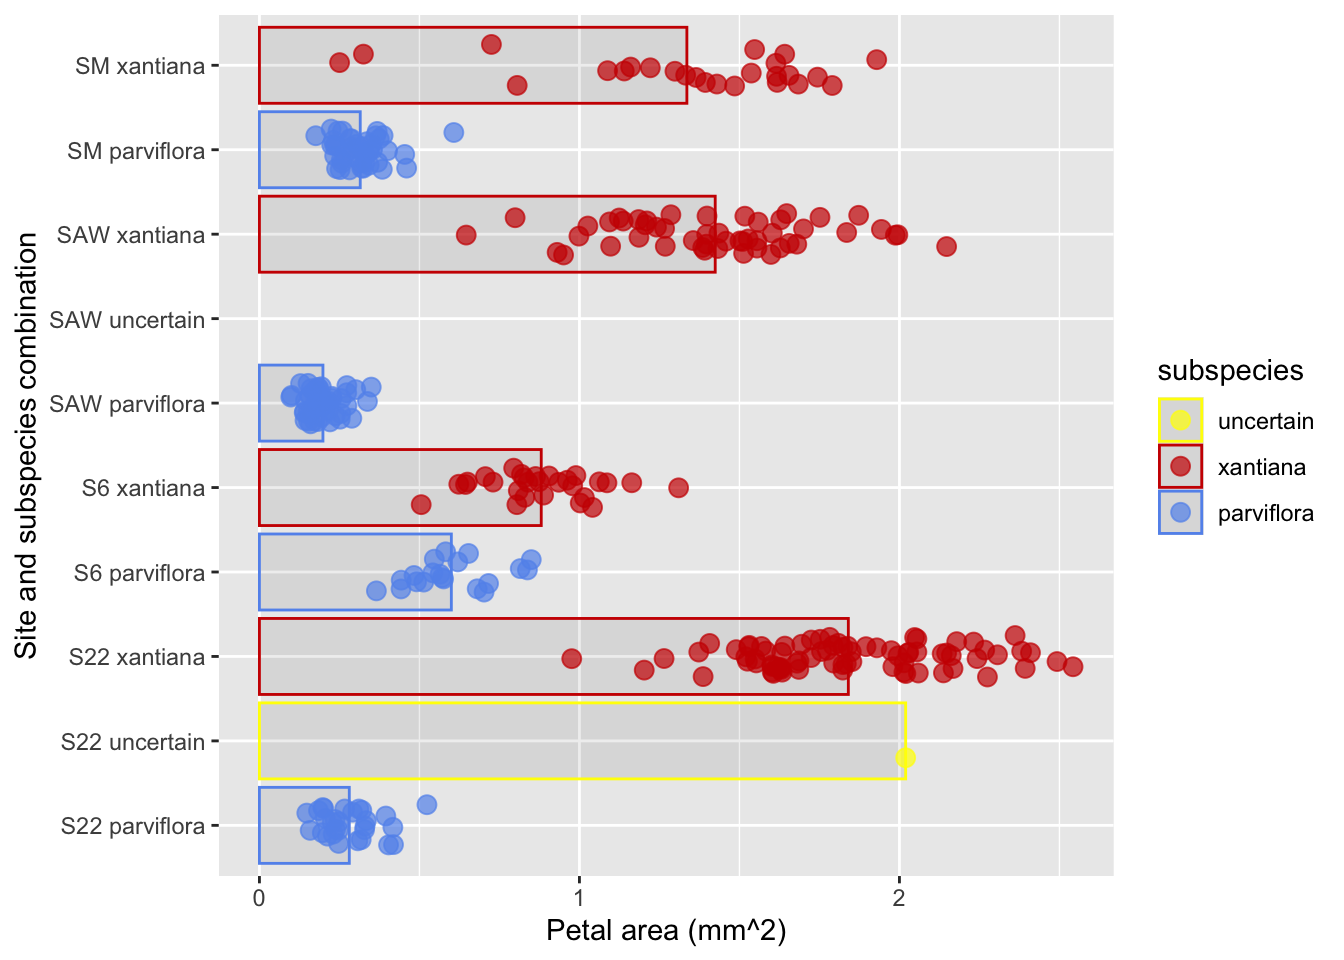 SM xantiana
SM parviflora
SAW xantiana
SAW uncertain
SAW parviflora
S6 xantiana
S6 parviflora
S22 xantiana
S22 uncertain
S22 parviflora
Site and subspecies combination
0 1 2
Petal area (mm^2)
subspecies
uncertain
xantiana
parviflora